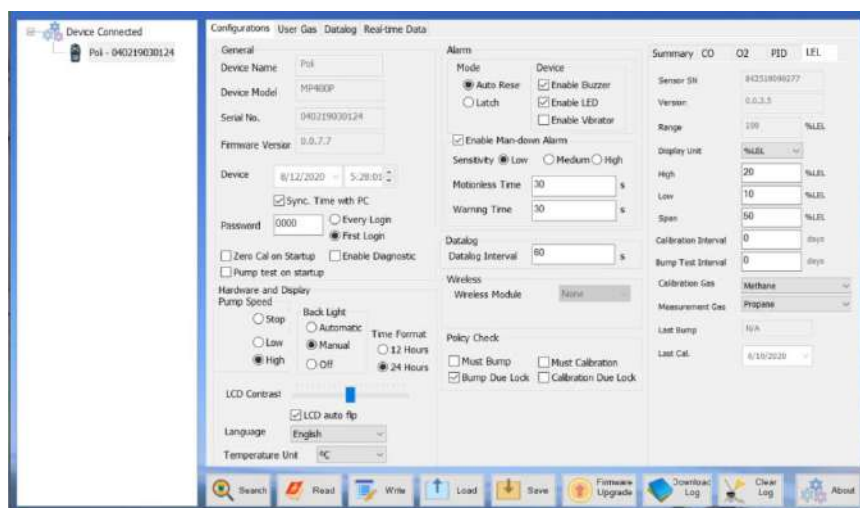 Device Connected
Poli - 040219030124
Configurations User Gas Datalog Real-time Data
General
Device Name Poli
Device Model MP400P
Serial No. 040219030124
Firmware Version 0.0.7.7
Device 8/12/2020 5:28:01
Sync. Time with PC
Password 0000
Every Login
First Login
Zero Cal on Startup Enable Diagnostic
Pump test on startup
Hardware and Display
Pump Speed
Stop
Low
High
Back Light
Automatic
Manual
Off
Time Format
12 Hours
24 Hours
LCD Contrast
LCD auto flip
Language English
Temperature Unit ºC
Alarm
Mode
Auto Rese
Latch
Device
Enable Buzzer
Enable LED
Enable Vibrator
Enable Man-down Alarm
Sensitivity Low Medium High
Motionless Time 30 s
Warning Time 30 s
Datalog
Datalog Interval 60 s
Wireless
Wireless Module None
Policy Check
Must Bump Must Calibration
Bump Due Lock Calibration Due Lock
Summary CO O2 PID LEL
Sensor SN
Version 0.0.3.5
Range 100 %LEL
Display Unit %LEL
High 20 %LEL
Low 10 %LEL
Span 50 %LEL
Calibration Interval 0 days
Bump Test Interval 0 days
Calibration Gas Methane
Measurement Gas Propane
Last Bump N/A
Last Cal. 8/10/2020
Search
Read
Write
Load
Save
Firmware Upgrade
Download Log
Clear Log
About